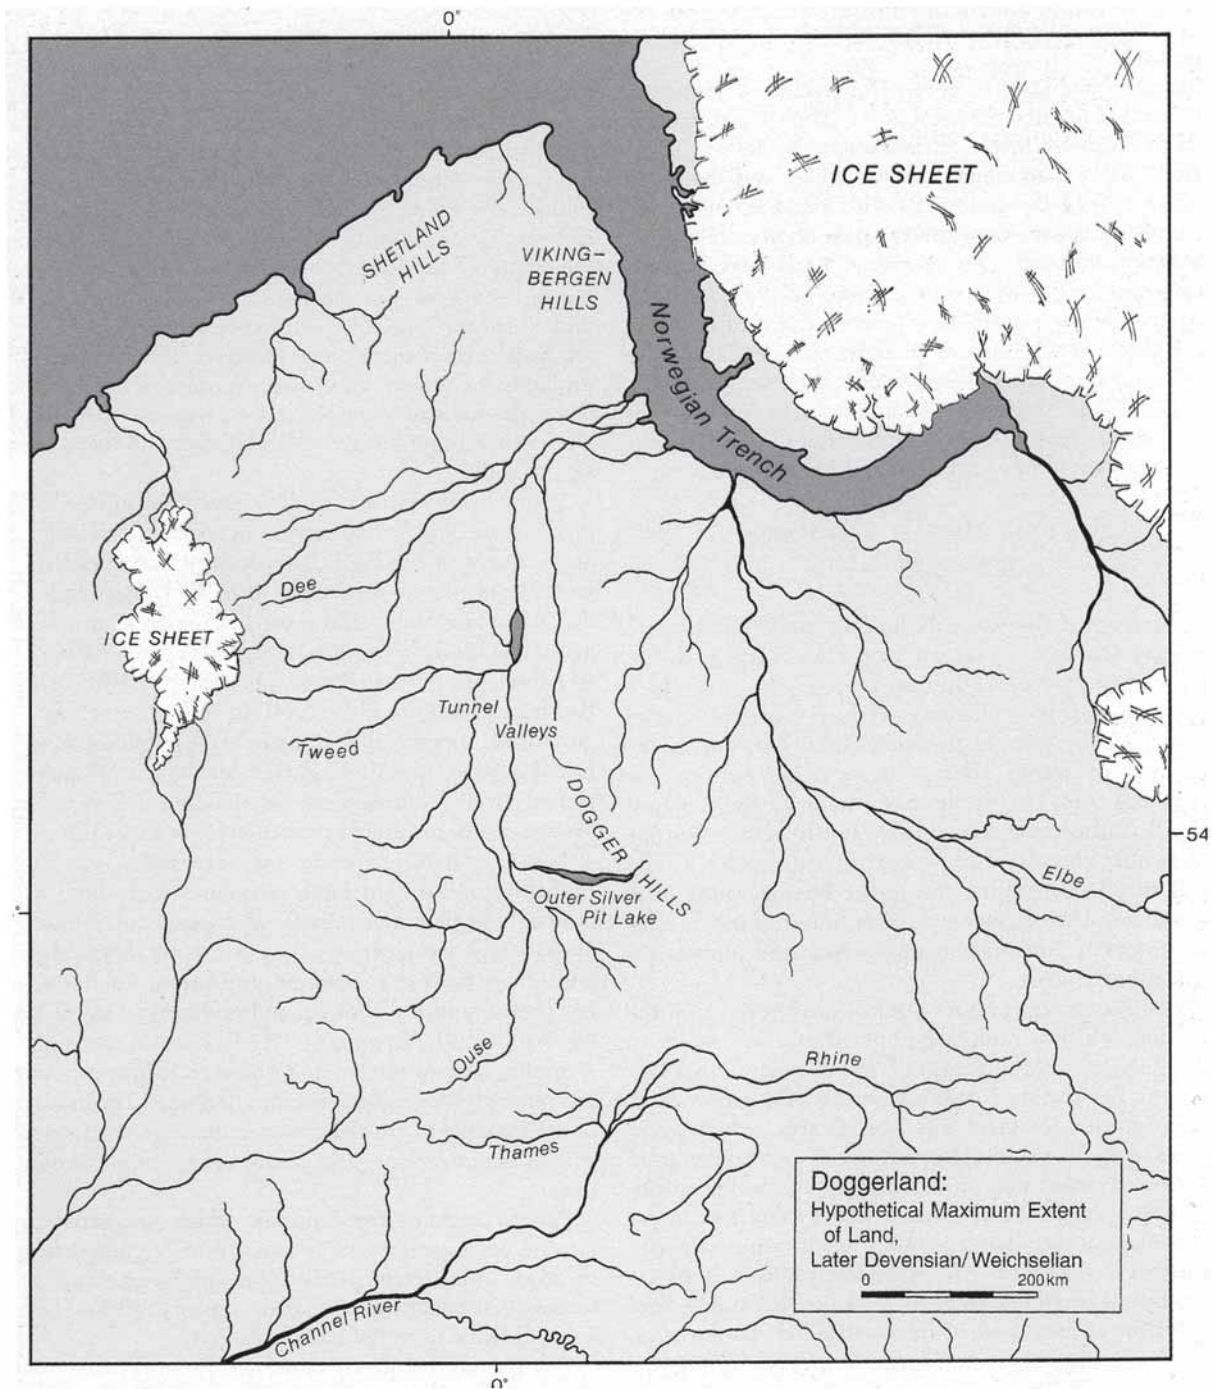 0°
ICE SHEET
SHETLAND
HILLS
VIKING–
BERGEN
HILLS
Norwegian Trench
Dee
ICE SHEET
Tunnel
Valleys
Tweed
DOGGER HILLS
54
Elbe
Outer Silver
Pit Lake
Ouse
Rhine
Thames
Doggerland:
Hypothetical Maximum Extent
of Land,
Later Devensian/Weichselian
0 200km
Channel River
0°